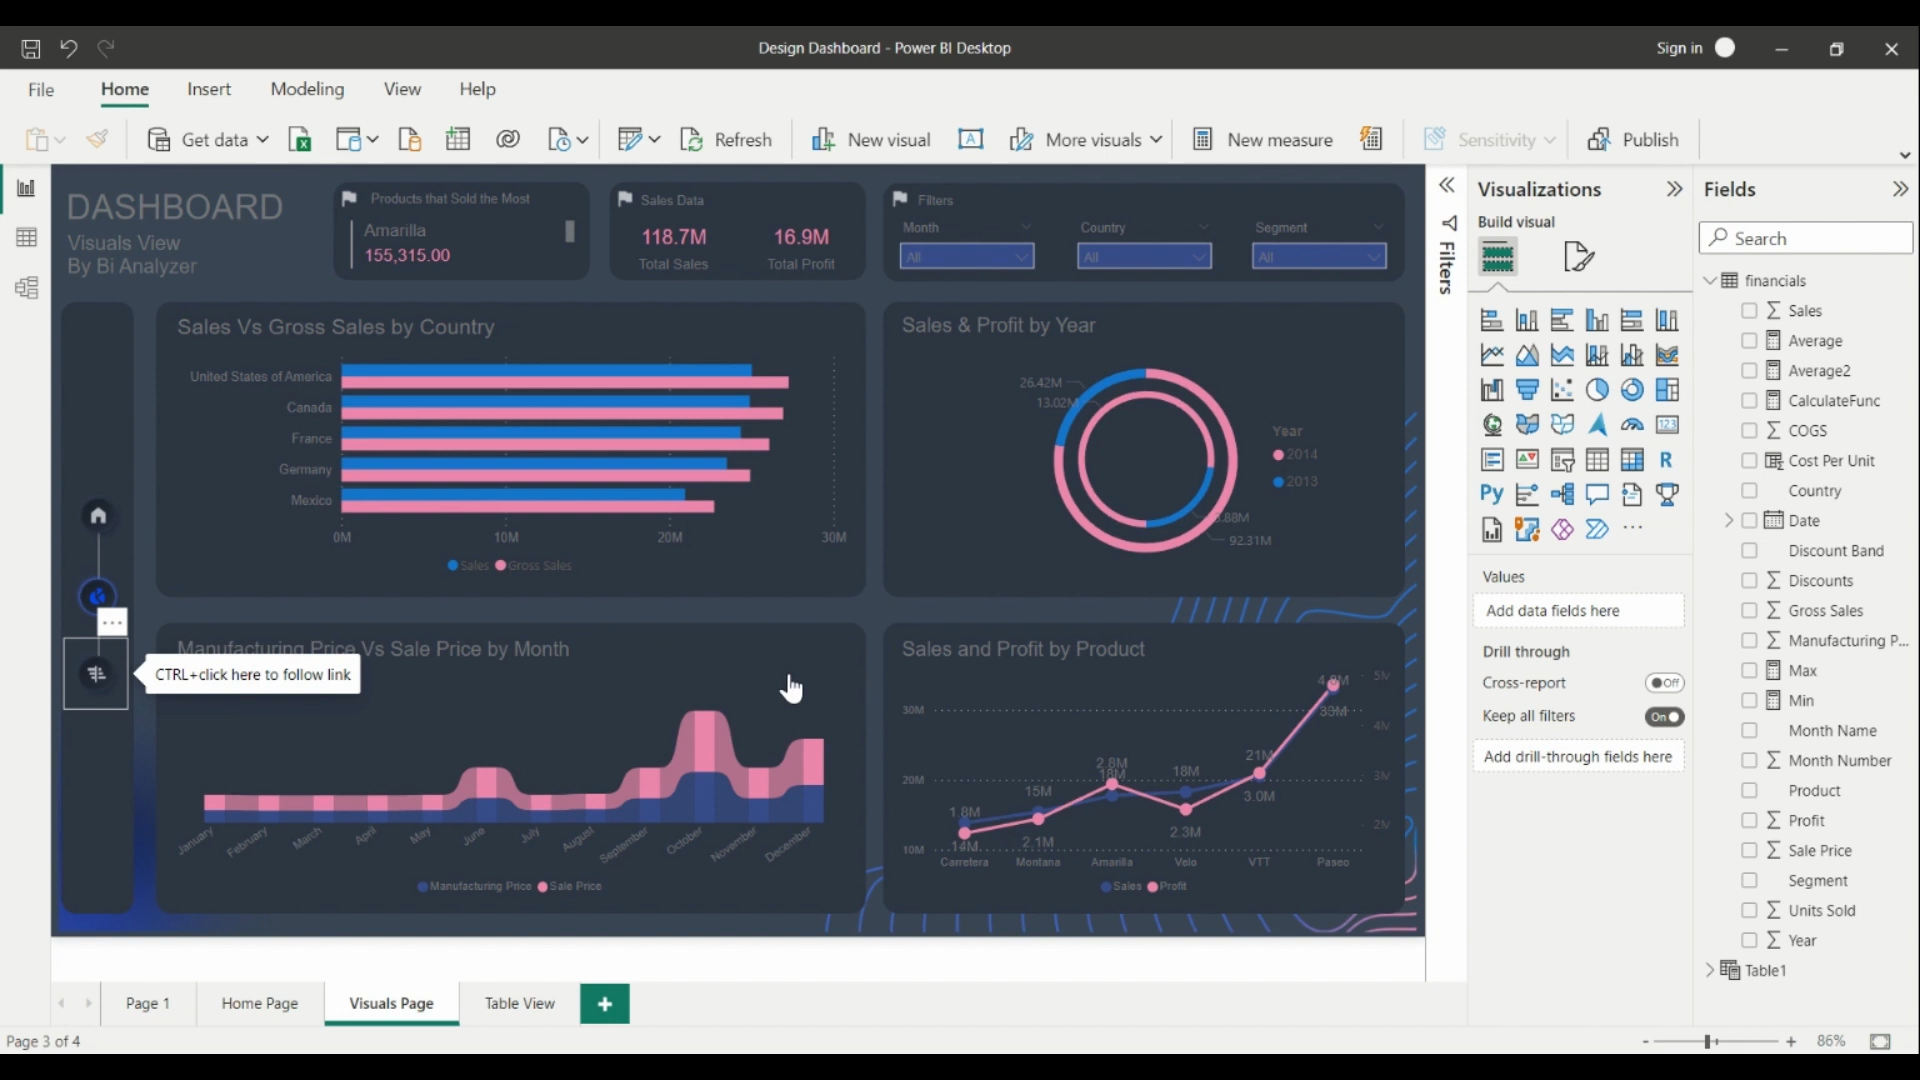 Design Dashboard - Power BI Desktop
Sign in
File Home Insert Modeling View Help
Get data Refresh New visual More visuals New measure Sensitivity Publish
DASHBOARD
Visuals View
By Bi Analyzer
Products that Sold the Most
Amarilla
155,315.00
Sales Data
118.7M 16.9M
Total Sales Total Profit
Filters
Month Country Segment
All All All
Sales Vs Gross Sales by Country
United States of America
Canada
France
Germany
Mexico
0M 10M 20M 30M
Sales Gross Sales
Sales & Profit by Year
26.42M
13.02M
92.31M
Year
2014
2013
Manufacturing Price Vs Sale Price by Month
CTRL+click here to follow link
January February March April May June July August September October November December
Manufacturing Price Sale Price
Sales and Profit by Product
30M
20M
10M
5M
4M
3M
2M
1.8M
14M
15M
2.1M
2.8M
18M
18M
2.3M
21M
3.0M
33M
Carretera Montana Amarilla Velo VTT Paseo
Sales Profit
Filters
Visualizations
Build visual
123
R
Py
Values
Add data fields here
Drill through
Cross-report Off
Keep all filters On
Add drill-through fields here
Fields
Search
financials
Sales
Average
Average2
CalculateFunc
COGS
Cost Per Unit
Country
Date
Discount Band
Discounts
Gross Sales
Manufacturing P...
Max
Min
Month Name
Month Number
Product
Profit
Sale Price
Segment
Units Sold
Year
Table1
Page 1 Home Page Visuals Page Table View +
Page 3 of 4
- + 86%